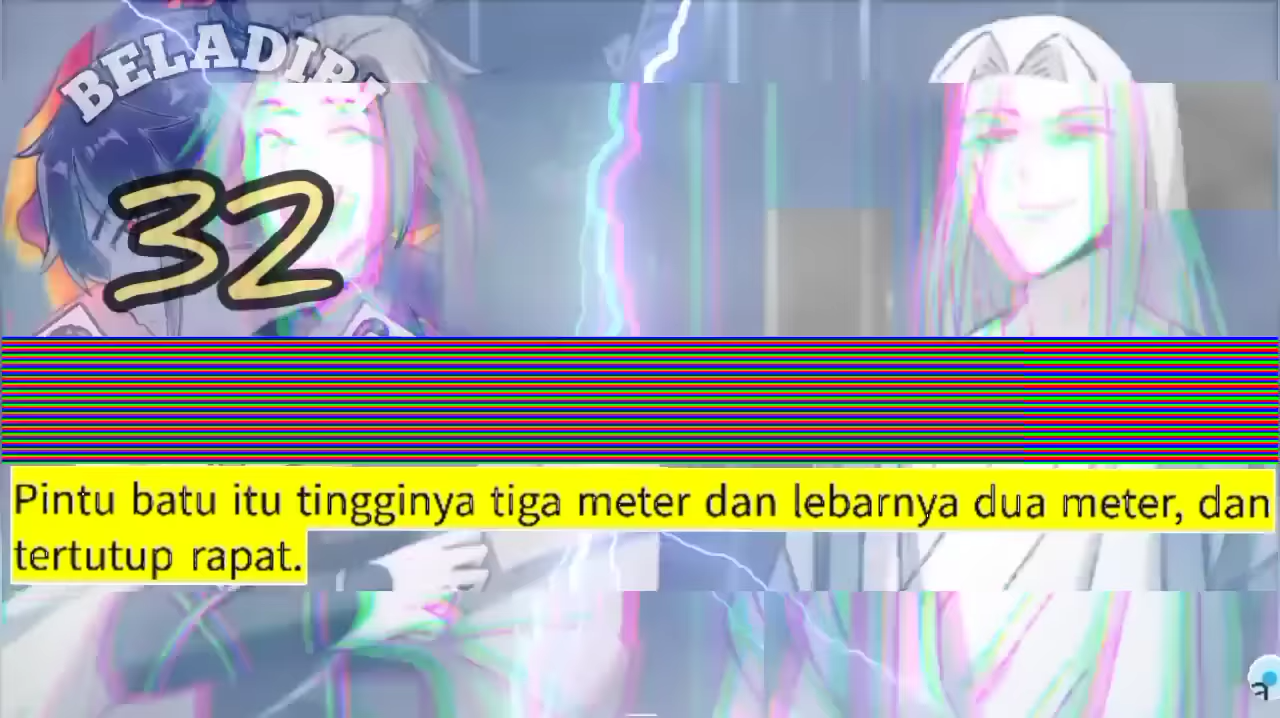 BELADIRI
32
Pintu batu itu tingginya tiga meter dan lebarnya dua meter, dan
tertutup rapat.